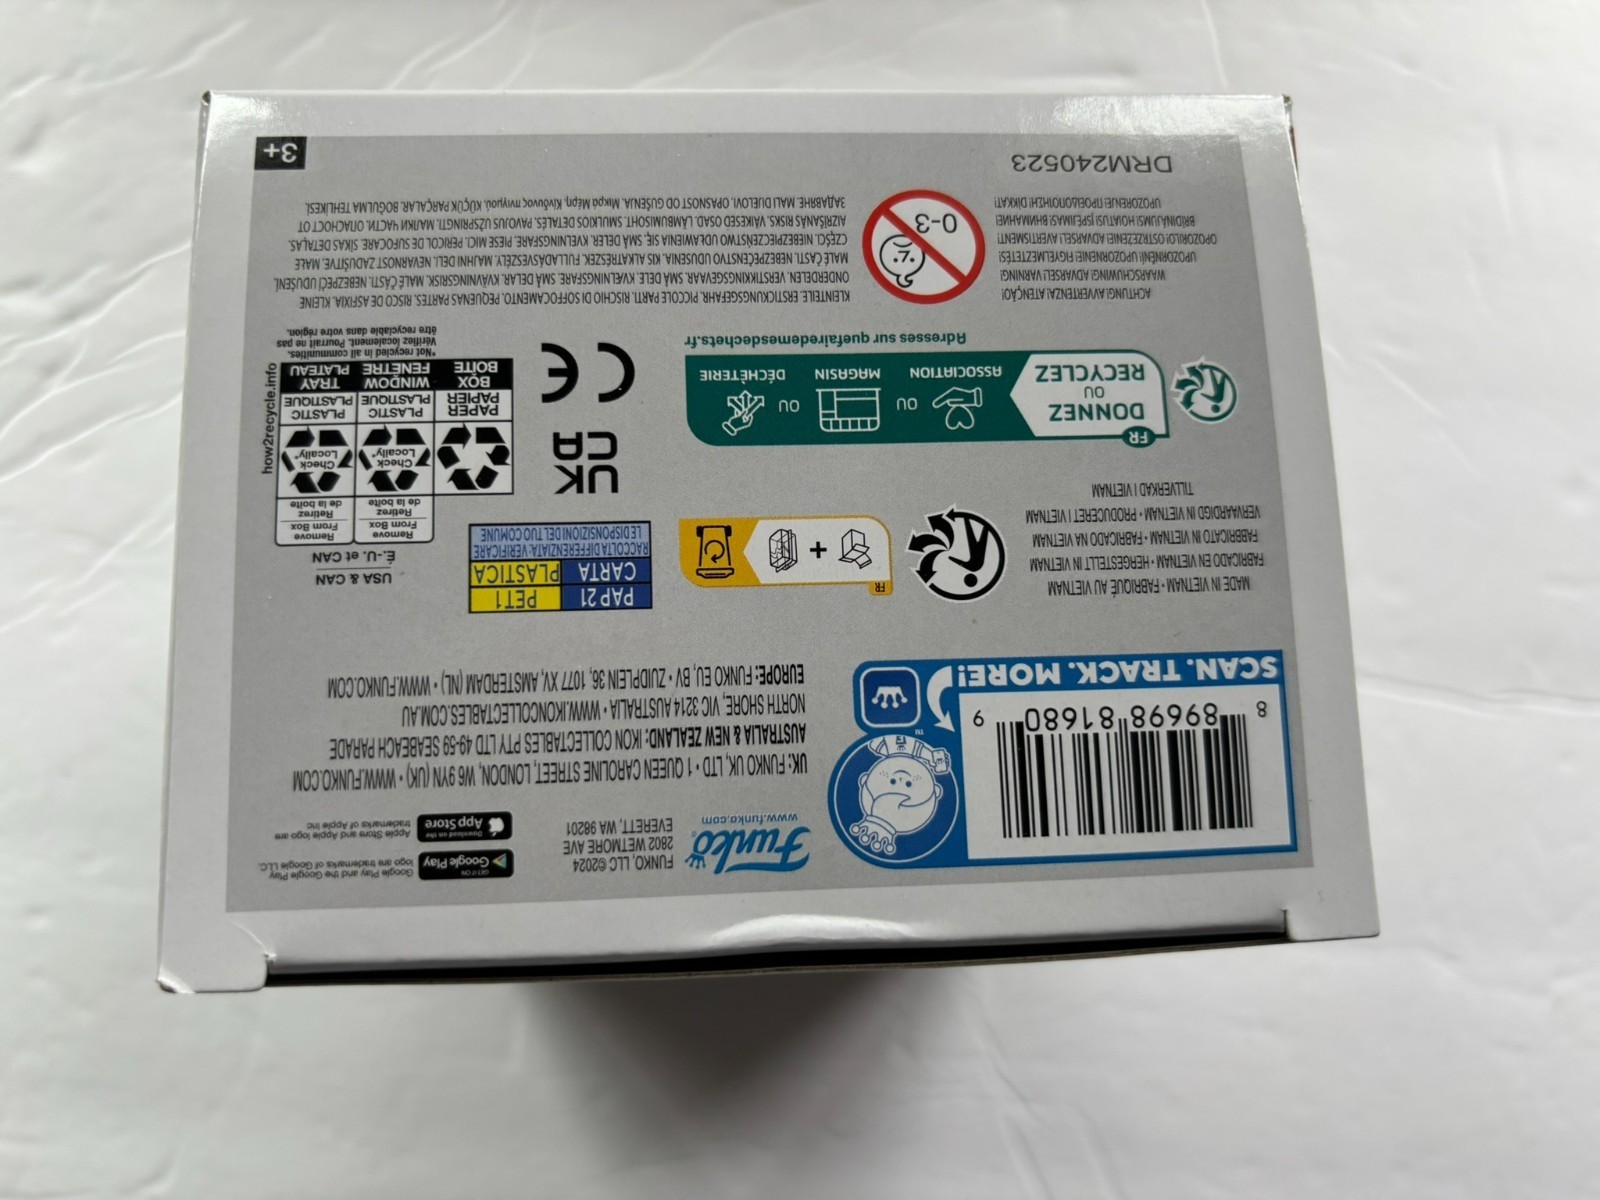 SCAN. TRACK. MORE!
8 89698 81680 9
Funko®
www.funko.com
FUNKO, LLC ©2024
2802 WETMORE AVE
EVERETT, WA 98201
GET IT ON
Google Play
Google Play and the Google Play
logo are trademarks of Google LLC.
Download on the
App Store
Apple Store and Apple logo are
trademarks of Apple Inc
UK: FUNKO UK, LTD • 1 QUEEN CAROLINE STREET, LONDON, W6 9YN (UK) • WWW.FUNKO.COM
AUSTRALIA & NEW ZEALAND: IKON COLLECTABLES PTY LTD 49-59 SEABEACH PARADE
NORTH SHORE, VIC 3214 AUSTRALIA • WWW.IKONCOLLECTABLES.COM.AU
EUROPE: FUNKO EU, BV • ZUIDPLEIN 36, 1077 XV, AMSTERDAM (NL) • WWW.FUNKO.COM
MADE IN VIETNAM • FABRIQUÉ AU VIETNAM
FABRICADO EN VIETNAM • HERGESTELLT IN VIETNAM
FABBRICATO IN VIETNAM • FABRICADO NA VIETNAM
VERVAARDIGD IN VIETNAM • PRODUCERET I VIETNAM
TILLVERKAD I VIETNAM
FR
+
PAP 21
PET1
CARTA
PLASTICA
RACCOLTA DIFFERENZIATA: VERIFICARE
LE DISPOSIZIONI DEL TUO COMUNE
USA & CAN
É.-U. et CAN
Remove
From Box
Retirez
de la boîte
Remove
From Box
Retirez
de la boîte
Check
Locally*
Check
Locally*
PAPER
PAPIER
PLASTIC
PLASTIQUE
PLASTIC
PLASTIQUE
BOX
BOÎTE
WINDOW
FENÊTRE
TRAY
PLATEAU
*Not recycled in all communities.
Vérifiez localement. Pourrait ne pas
être recyclable dans votre région.
how2recycle.info
UK
CA
CE
FR
DONNEZ
OU
RECYCLEZ
ASSOCIATION
OU
MAGASIN
OU
DÉCHÈTERIE
Adresses sur quefairedemesdechets.fr
ACHTUNG! AVVERTENZA! ATENÇÃO!
WAARSCHUWING! ADVARSEL! VARNING!
UPOZORNĚNÍ! UPOZORNENIE! FIGYELMEZTETÉS!
OPOZORILO! OSTRZEŻENIE! ADVARSEL! AVERTISMENT!
BRĪDINĀJUMS! HOIATUS! ĮSPĖJIMAS! ВНИМАНИЕ!
UPOZORENJE! ΠΡΟΕΙΔΟΠΟΙΗΣΗ! DIKKAT!
0-3
KLEINTEILE. ERSTICKUNGSGEFAHR. PICCOLE PARTI. RISCHIO DI SOFFOCAMENTO. PEQUENAS PARTES. RISCO DE ASFIXIA. KLEINE
ONDERDELEN. VERSTIKKINGSGEVAAR. SMÅ DELE. KVÆLNINGSFARE. SMÅ DELAR. KVÄVNINGSRISK. MALÉ ČÁSTI. NEBEZPEČÍ UDUŠENÍ.
MALÉ ČASTI. NEBEZPEČENSTVO UDUSENIA. KIS ALKATRÉSZEK. FULLADÁSVESZÉLY. MAJHNI DELI. NEVARNOST ZADUŠITVE. MAŁE
CZĘŚCI. NIEBEZPIECZEŃSTWO UDŁAWIENIA SIĘ. SMÅ DELER. KVELNINGSFARE. PIESE MICI. PERICOL DE SUFOCARE. SĪKAS DETAĻAS.
AIZRĪŠANĀS RISKS. VÄIKESED OSAD. LÄMBUMISOHT. SMULKIOS DETALĖS. PAVOJUS UŽSPRINGTI. МАЛКИ ЧАСТИ. ОПАСНОСТ ОТ
ЗАДАВЯНЕ. MALI DIJELOVI. OPASNOST OD GUŠENJA. Μικρά Μέρη. Κίνδυνος πνιγμού. KÜÇÜK PARÇALAR. BOĞULMA TEHLİKESİ.
DRM240523
3+